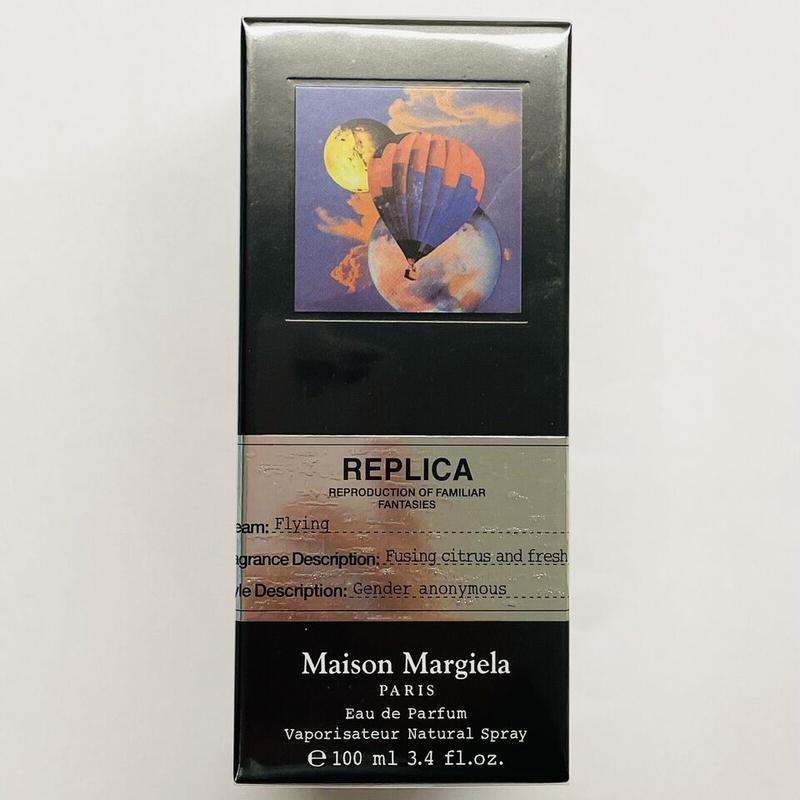 REPLICA
REPRODUCTION OF FAMILIAR
FANTASIES
eam: Flying
agrance Description: Fusing citrus and fresh
yle Description: Gender anonymous
Maison Margiela
PARIS
Eau de Parfum
Vaporisateur Natural Spray
℮ 100 ml 3.4 fl.oz.